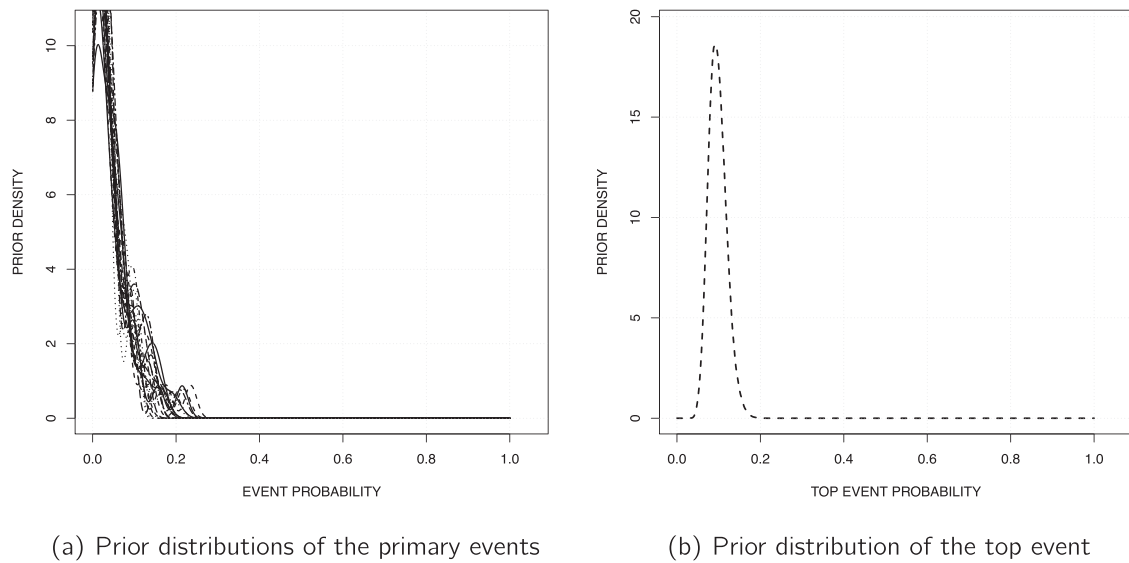 PRIOR DENSITY
10
8
6
4
2
0
0.0 0.2 0.4 0.6 0.8 1.0
EVENT PROBABILITY
(a) Prior distributions of the primary events
PRIOR DENSITY
20
15
10
5
0
0.0 0.2 0.4 0.6 0.8 1.0
TOP EVENT PROBABILITY
(b) Prior distribution of the top event